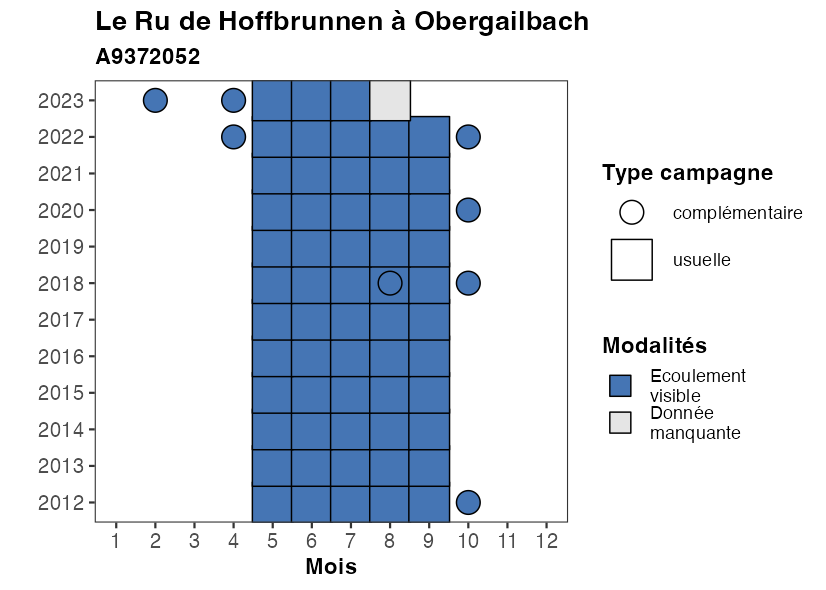 Le Ru de Hoffbrunnen à Obergailbach
A9372052
2023
2022
2021
2020
2019
2018
2017
2016
2015
2014
2013
2012
1 2 3 4 5 6 7 8 9 10 11 12
Mois
Type campagne
complémentaire
usuelle
Modalités
Ecoulement
visible
Donnée
manquante